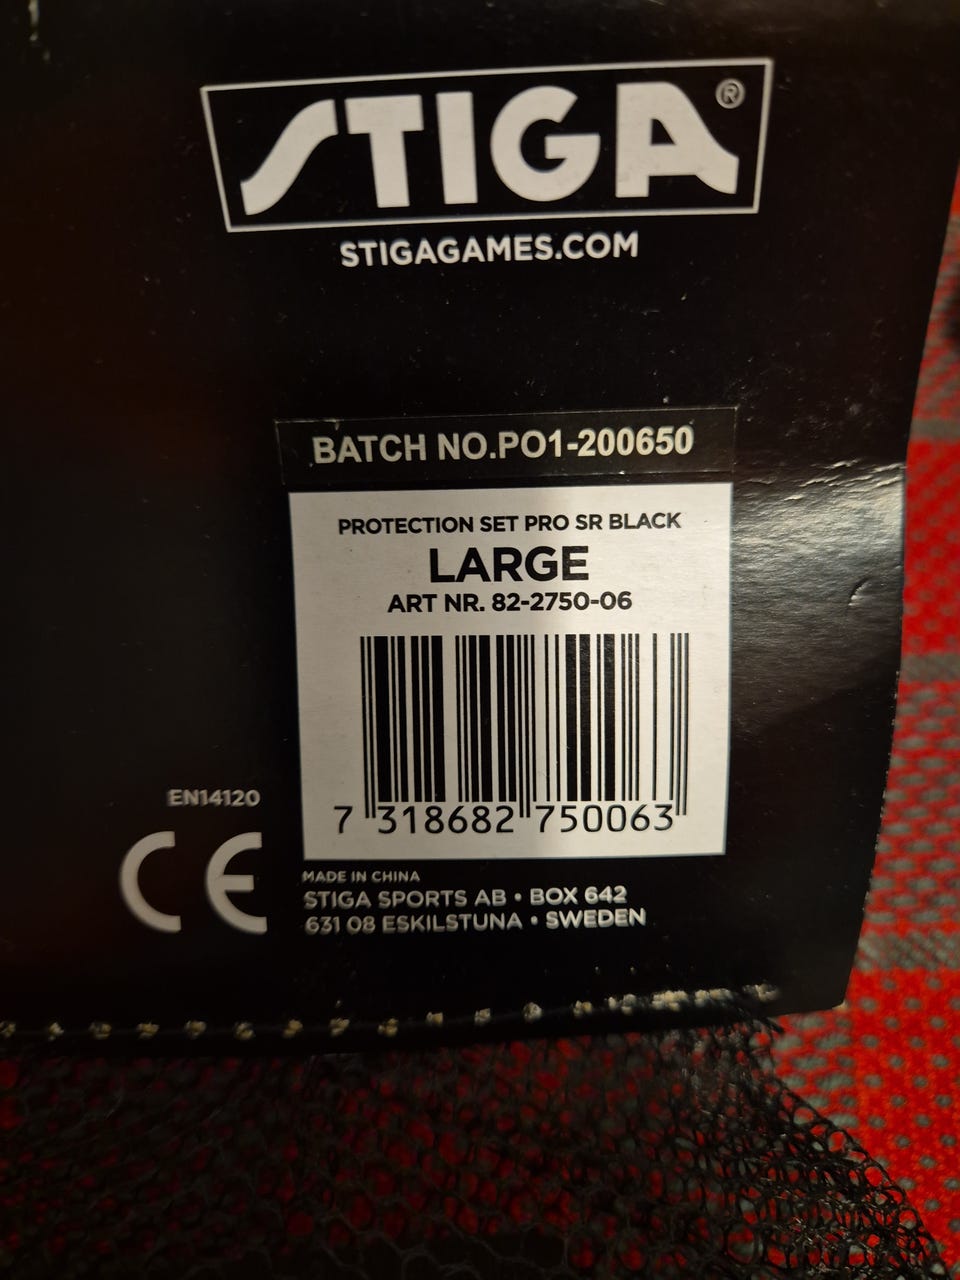 STIGA®
STIGAGAMES.COM
BATCH NO.PO1-200650
PROTECTION SET PRO SR BLACK
LARGE
ART NR. 82-2750-06
7 318682 750063
EN14120
CE
MADE IN CHINA
STIGA SPORTS AB • BOX 642
631 08 ESKILSTUNA • SWEDEN